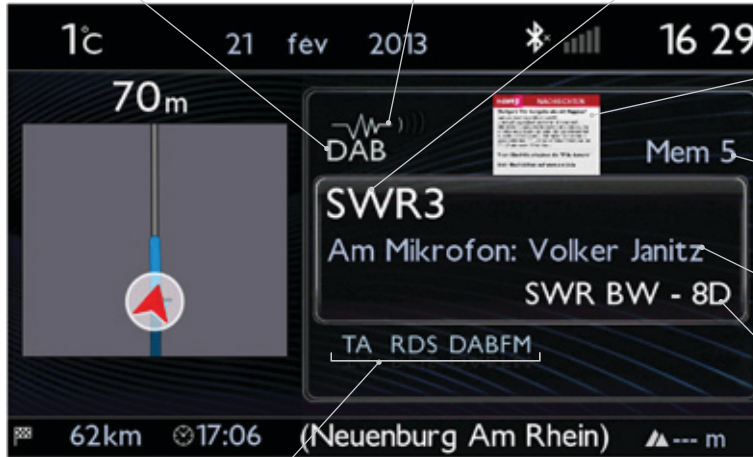 1°C 21 fev 2013 16 29
70m
DAB
NACHRICHTEN
Mem 5
SWR3
Am Mikrofon: Volker Janitz
SWR BW - 8D
TA RDS DABFM
62km 17:06 (Neuenburg Am Rhein) --- m